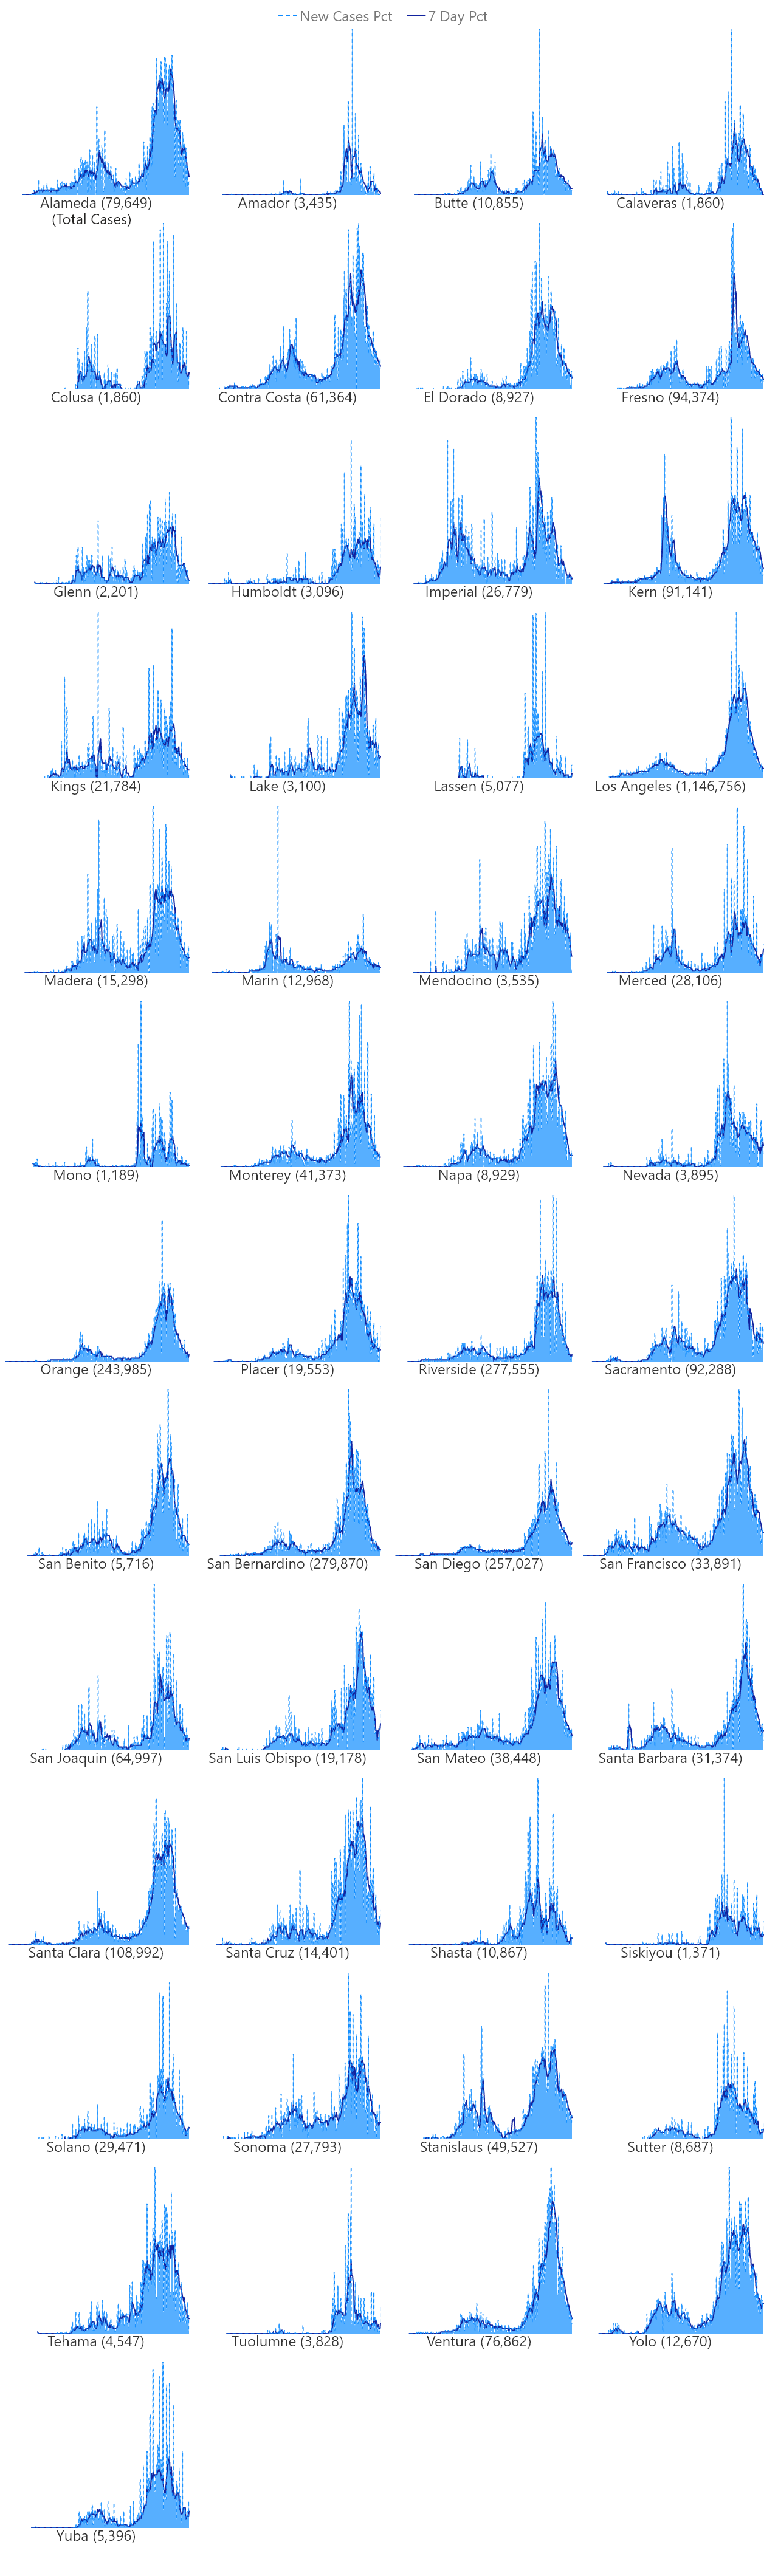 New Cases Pct 7 Day Pct
Alameda (79,649) Amador (3,435) Butte (10,855) Calaveras (1,860)
(Total Cases)
Colusa (1,860) Contra Costa (61,364) El Dorado (8,927) Fresno (94,374)
Glenn (2,201) Humboldt (3,096) Imperial (26,779) Kern (91,141)
Kings (21,784) Lake (3,100) Lassen (5,077) Los Angeles (1,146,756)
Madera (15,298) Marin (12,968) Mendocino (3,535) Merced (28,106)
Mono (1,189) Monterey (41,373) Napa (8,929) Nevada (3,895)
Orange (243,985) Placer (19,553) Riverside (277,555) Sacramento (92,288)
San Benito (5,716) San Bernardino (279,870) San Diego (257,027) San Francisco (33,891)
San Joaquin (64,997) San Luis Obispo (19,178) San Mateo (38,448) Santa Barbara (31,374)
Santa Clara (108,992) Santa Cruz (14,401) Shasta (10,867) Siskiyou (1,371)
Solano (29,471) Sonoma (27,793) Stanislaus (49,527) Sutter (8,687)
Tehama (4,547) Tuolumne (3,828) Ventura (76,862) Yolo (12,670)
Yuba (5,396)